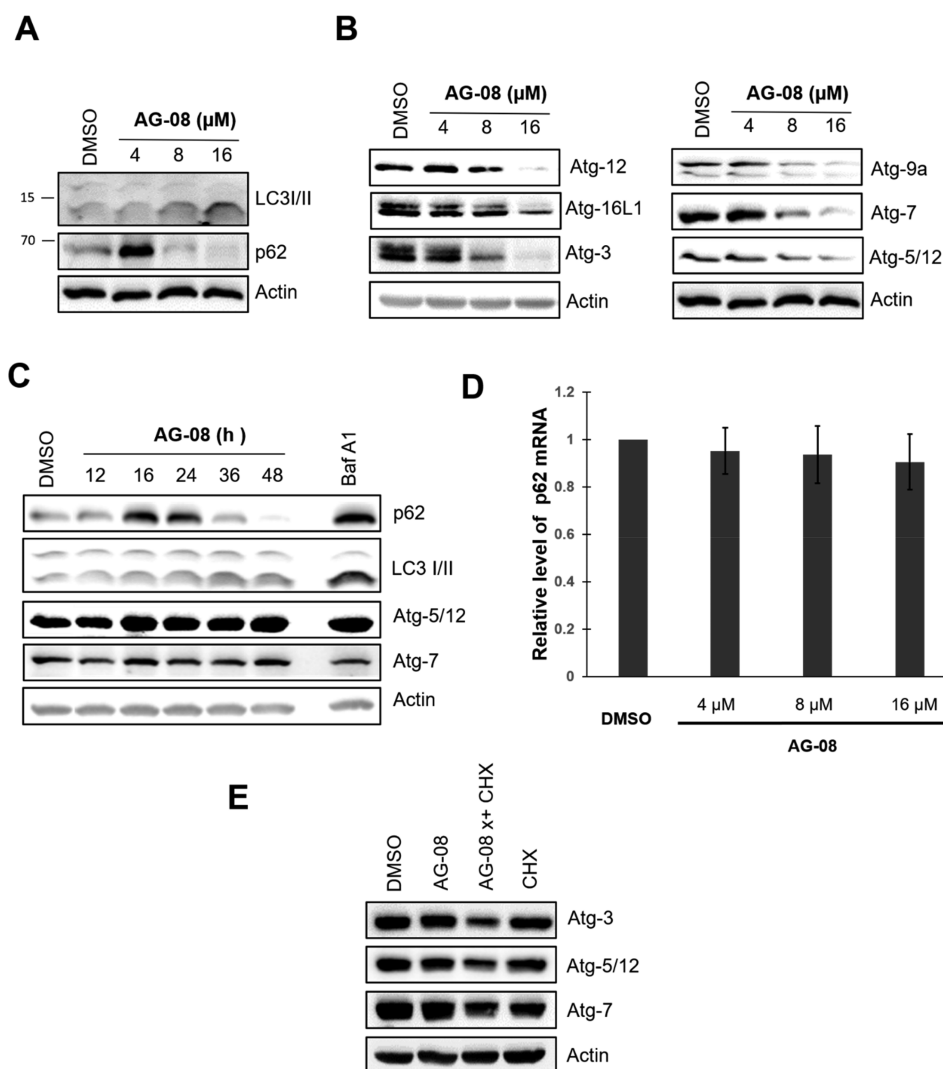 A
DMSO
AG-08 (µM)
4 8 16
15
LC3I/II
70
p62
Actin
B
DMSO
AG-08 (µM)
4 8 16
Atg-12
Atg-16L1
Atg-3
Actin
DMSO
AG-08 (µM)
4 8 16
Atg-9a
Atg-7
Atg-5/12
Actin
C
DMSO
AG-08 (h )
12 16 24 36 48
Baf A1
p62
LC3 I/II
Atg-5/12
Atg-7
Actin
D
Relative level of p62 mRNA
1.2
1
0.8
0.6
0.4
0.2
0
DMSO
4 µM 8 µM 16 µM
AG-08
E
DMSO
AG-08
AG-08 x+ CHX
CHX
Atg-3
Atg-5/12
Atg-7
Actin